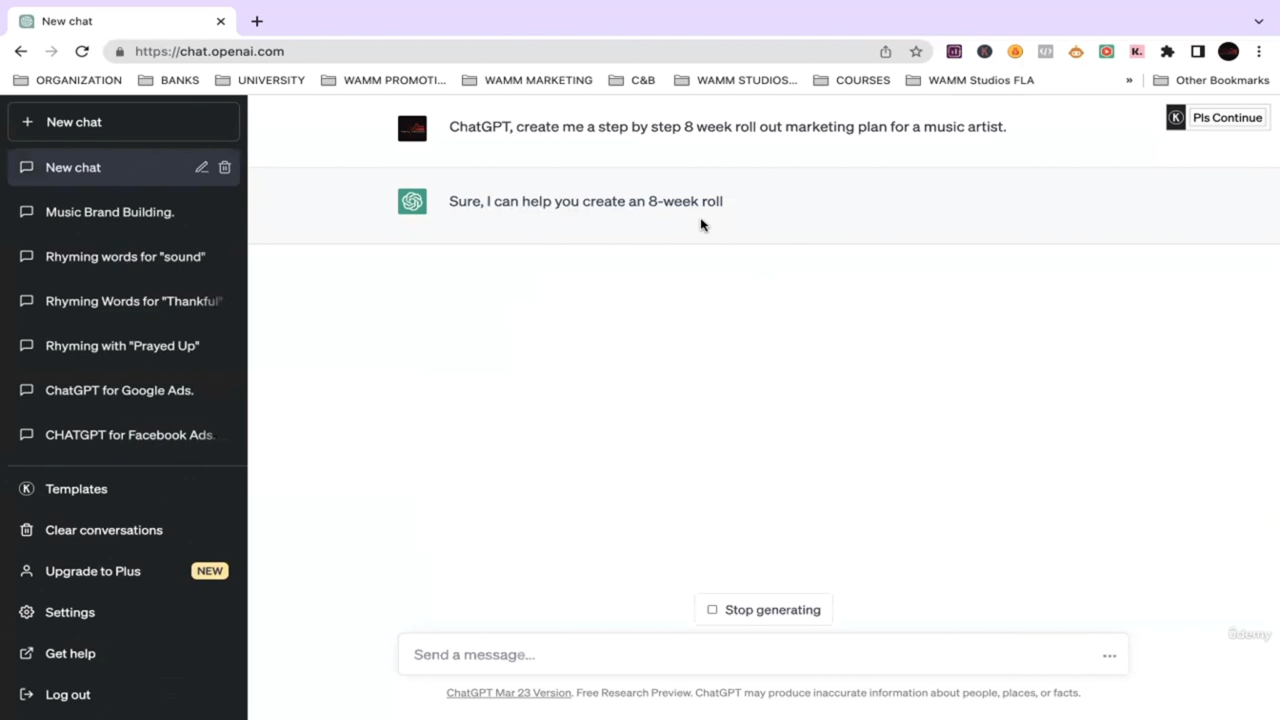 New chat
https://chat.openai.com
K.
ORGANIZATION
BANKS
UNIVERSITY
WAMM PROMOTI...
WAMM MARKETING
C&B
WAMM STUDIOS...
COURSES
WAMM Studios FLA
»
Other Bookmarks
New chat
New chat
Music Brand Building.
Rhyming words for "sound"
Rhyming Words for "Thankful"
Rhyming with "Prayed Up"
ChatGPT for Google Ads.
CHATGPT for Facebook Ads.
Templates
Clear conversations
Upgrade to Plus
NEW
Settings
Get help
Log out
ChatGPT, create me a step by step 8 week roll out marketing plan for a music artist.
K Pls Continue
Sure, I can help you create an 8-week roll
Stop generating
Send a message...
ChatGPT Mar 23 Version. Free Research Preview. ChatGPT may produce inaccurate information about people, places, or facts.
ûdemy